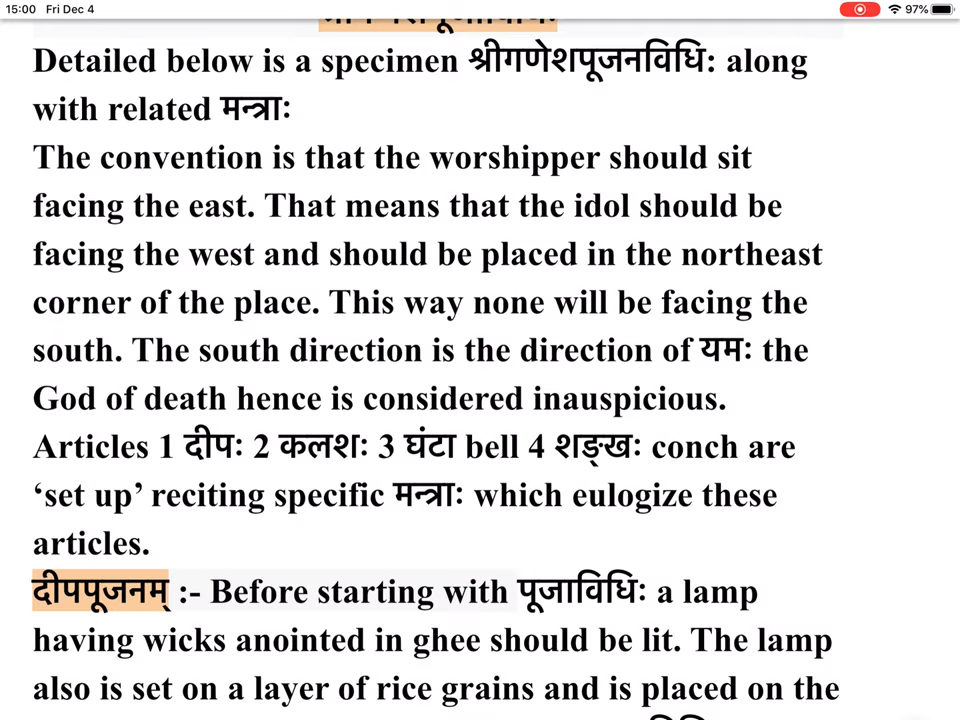 15:00 Fri Dec 4 97%
Detailed below is a specimen श्रीगणेशपूजनविधि: along
with related मन्त्राः
The convention is that the worshipper should sit
facing the east. That means that the idol should be
facing the west and should be placed in the northeast
corner of the place. This way none will be facing the
south. The south direction is the direction of यमः the
God of death hence is considered inauspicious.
Articles 1 दीपः 2 कलशः 3 घंटा bell 4 शङ्खः conch are
‘set up’ reciting specific मन्त्राः which eulogize these
articles.
दीपपूजनम् :- Before starting with पूजाविधिः a lamp
having wicks anointed in ghee should be lit. The lamp
also is set on a layer of rice grains and is placed on the